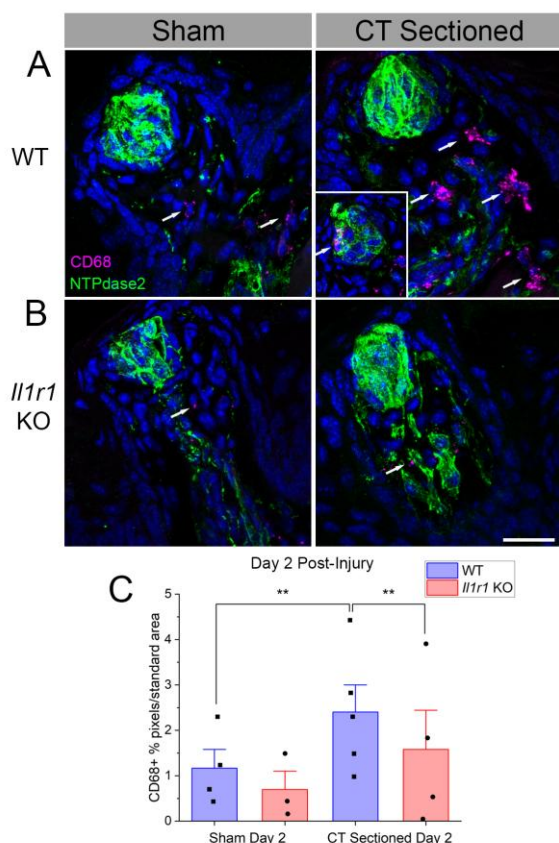 Sham
CT Sectioned
A
WT
CD68
NTPdase2
B
Il1r1
KO
Day 2 Post-Injury
C
WT
Il1r1 KO
**
**
CD68+ % pixels/standard area
5
4
3
2
1
0
Sham Day 2
CT Sectioned Day 2